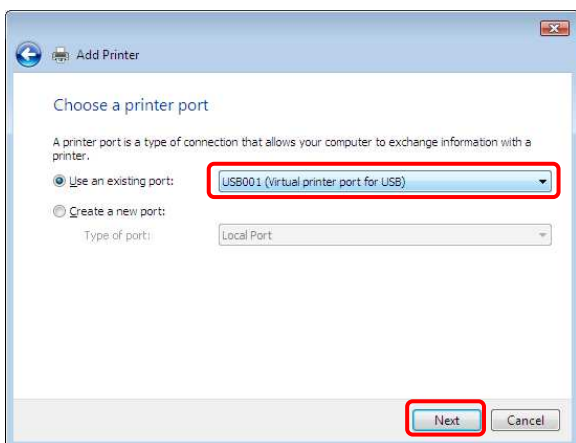 Add Printer
Choose a printer port
A printer port is a type of connection that allows your computer to exchange information with a
printer.
Use an existing port: USB001 (Virtual printer port for USB)
Create a new port:
Type of port: Local Port
Next Cancel